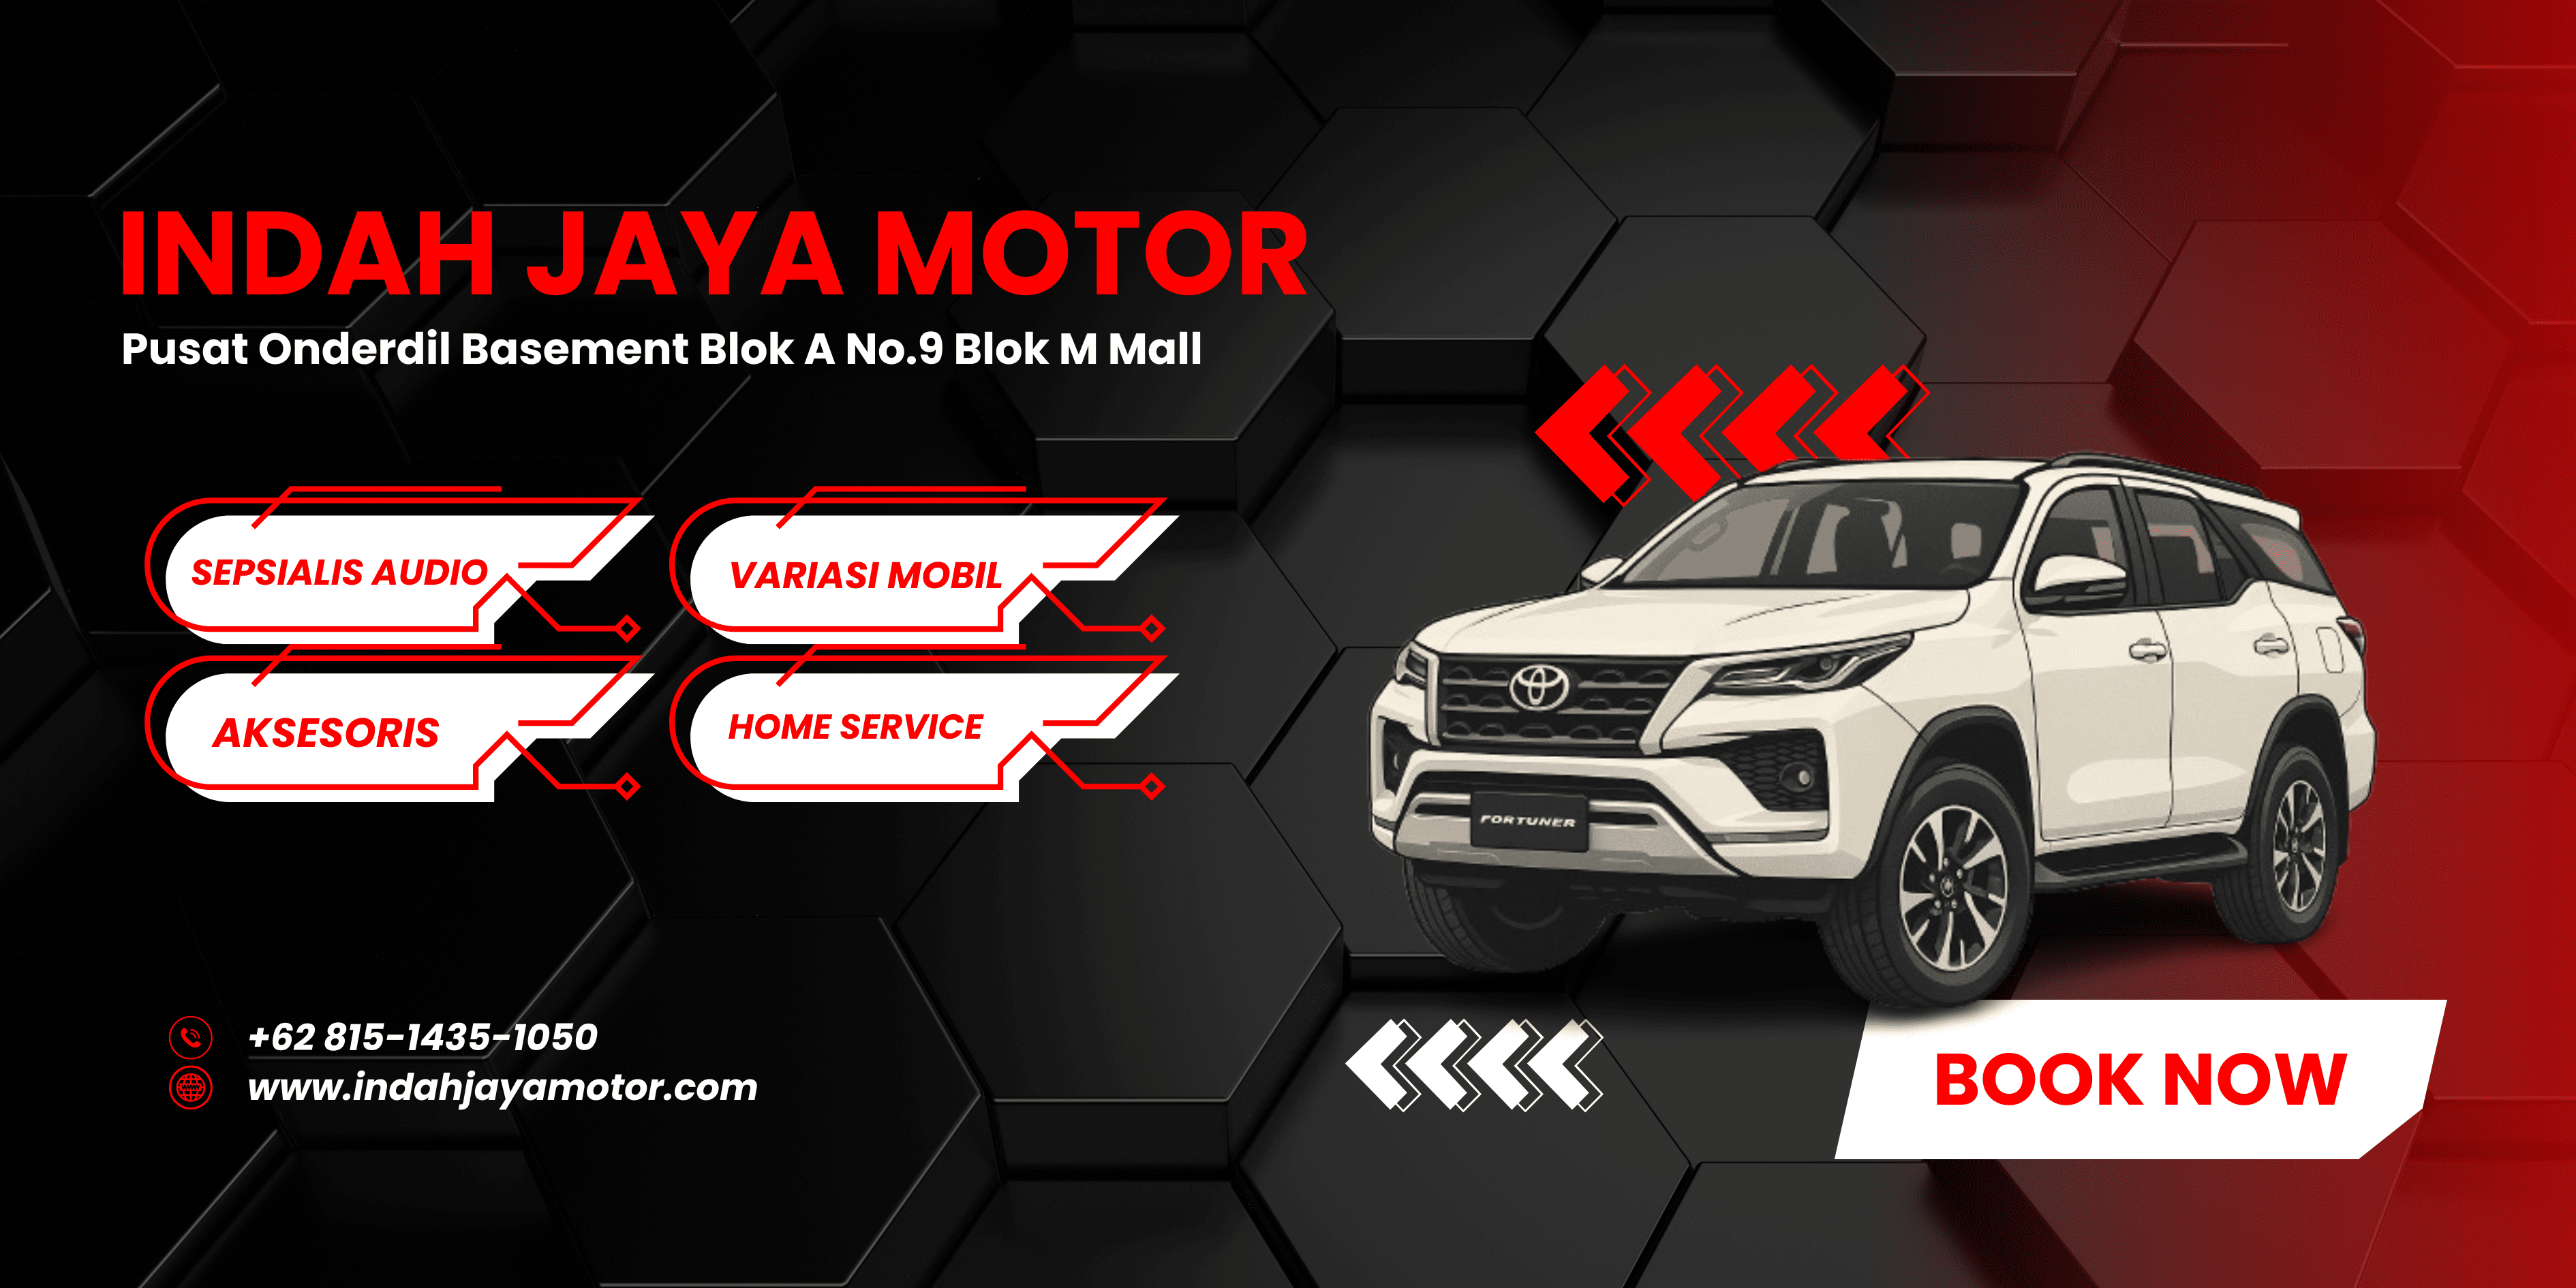 INDAH JAYA MOTOR
Pusat Onderdil Basement Blok A No.9 Blok M Mall
SEPSIALIS AUDIO
VARIASI MOBIL
AKSESORIS
HOME SERVICE
FORTUNER
+62 815-1435-1050
www.indahjayamotor.com
BOOK NOW